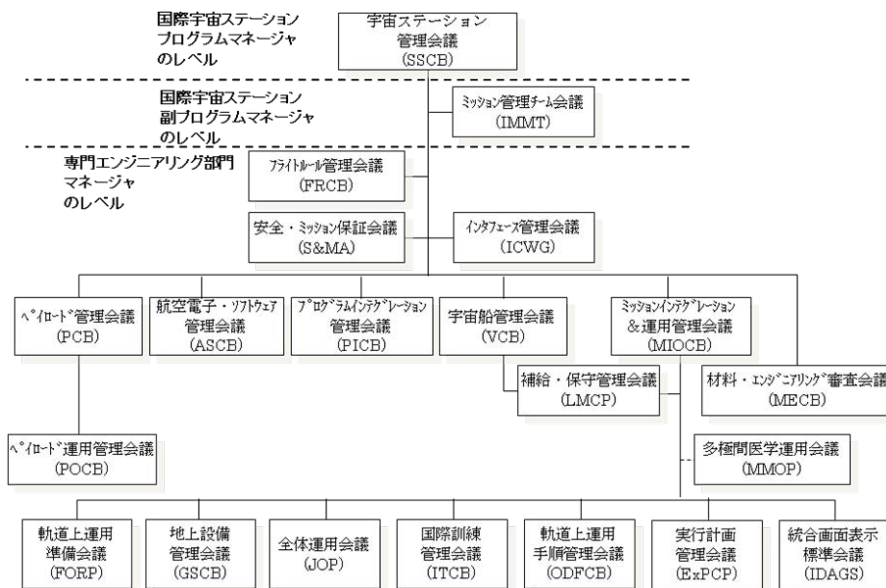 国際宇宙ステーション
プログラムマネージャ
のレベル
宇宙ステーション
管理会議
(SSCB)
国際宇宙ステーション
副プログラムマネージャ
のレベル
ミッション管理チーム会議
(IMMT)
専門エンジニアリング部門
マネージャ
のレベル
フライトルール管理会議
(FRCB)
安全・ミッション保証会議
(S&MA)
インタフェース管理会議
(ICWG)
ペイロード管理会議
(PCB)
航空電子・ソフトウェア
管理会議
(ASCB)
プログラムインテグレーション
管理会議
(PICB)
宇宙船管理会議
(VCB)
ミッションインテグレーション
&運用管理会議
(MIOCB)
補給・保守管理会議
(LMCP)
材料・エンジニアリング審査会議
(MECB)
ペイロード運用管理会議
(POCB)
多極間医学運用会議
(MMOP)
軌道上運用
準備会議
(FORP)
地上設備
管理会議
(GSCB)
全体運用会議
(JOP)
国際訓練
管理会議
(ITCB)
軌道上運用
手順管理会議
(ODFCB)
実行計画
管理会議
(ExPCP)
統合画面表示
標準会議
(IDAGS)